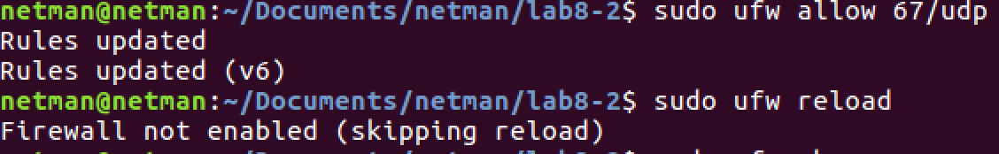 netman@netman:~/Documents/netman/lab8-2$ sudo ufw allow 67/udp
Rules updated
Rules updated (v6)
netman@netman:~/Documents/netman/lab8-2$ sudo ufw reload
Firewall not enabled (skipping reload)